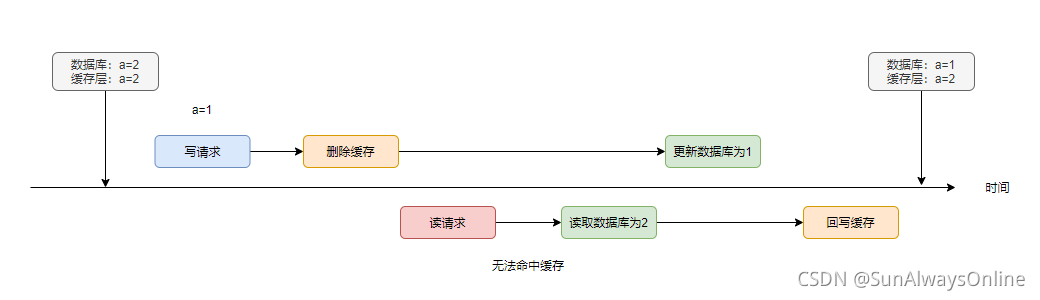 数据库：a=2
缓存层：a=2
数据库：a=1
缓存层：a=2
a=1
写请求
删除缓存
更新数据库为1
时间
读请求
读取数据库为2
回写缓存
无法命中缓存
CSDN @SunAlwaysOnline